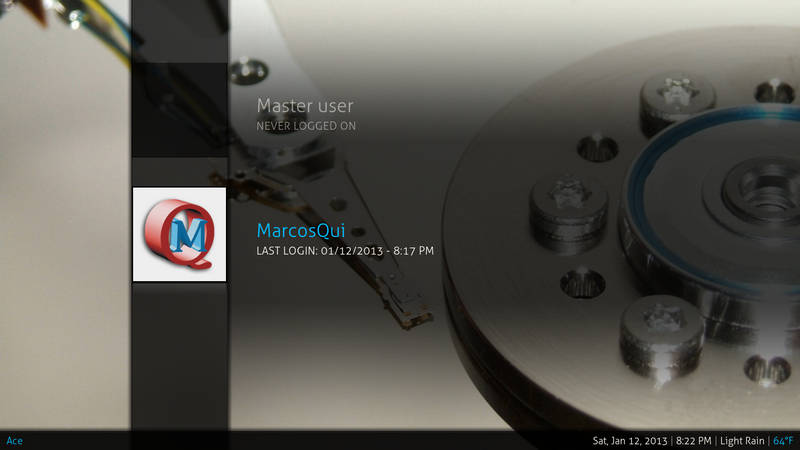 Master user
NEVER LOGGED ON
QM
MarcosQui
LAST LOGIN: 01/12/2013 - 8:17 PM
Ace
Sat, Jan 12, 2013 | 8:22 PM | Light Rain | 64°F